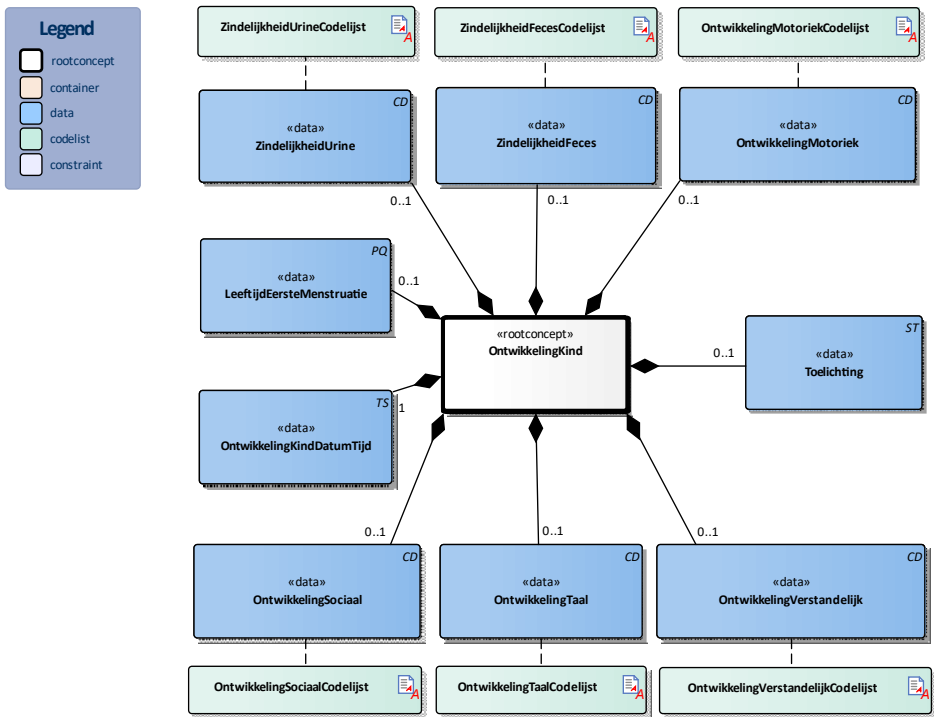 Legend
rootconcept
container
data
codelist
constraint
ZindelijkheidUrineCodelijst
ZindelijkheidFecesCodelijst
OntwikkelingMotoriekCodelijst
CD
«data»
ZindelijkheidUrine
CD
«data»
ZindelijkheidFeces
CD
«data»
OntwikkelingMotoriek
0..1
0..1
0..1
PQ
«data»
LeeftijdEersteMenstruatie
0..1
«rootconcept»
OntwikkelingKind
ST
«data»
Toelichting
0..1
TS
«data»
OntwikkelingKindDatumTijd
1
0..1
0..1
0..1
CD
«data»
OntwikkelingSociaal
CD
«data»
OntwikkelingTaal
CD
«data»
OntwikkelingVerstandelijk
OntwikkelingSociaalCodelijst
OntwikkelingTaalCodelijst
OntwikkelingVerstandelijkCodelijst